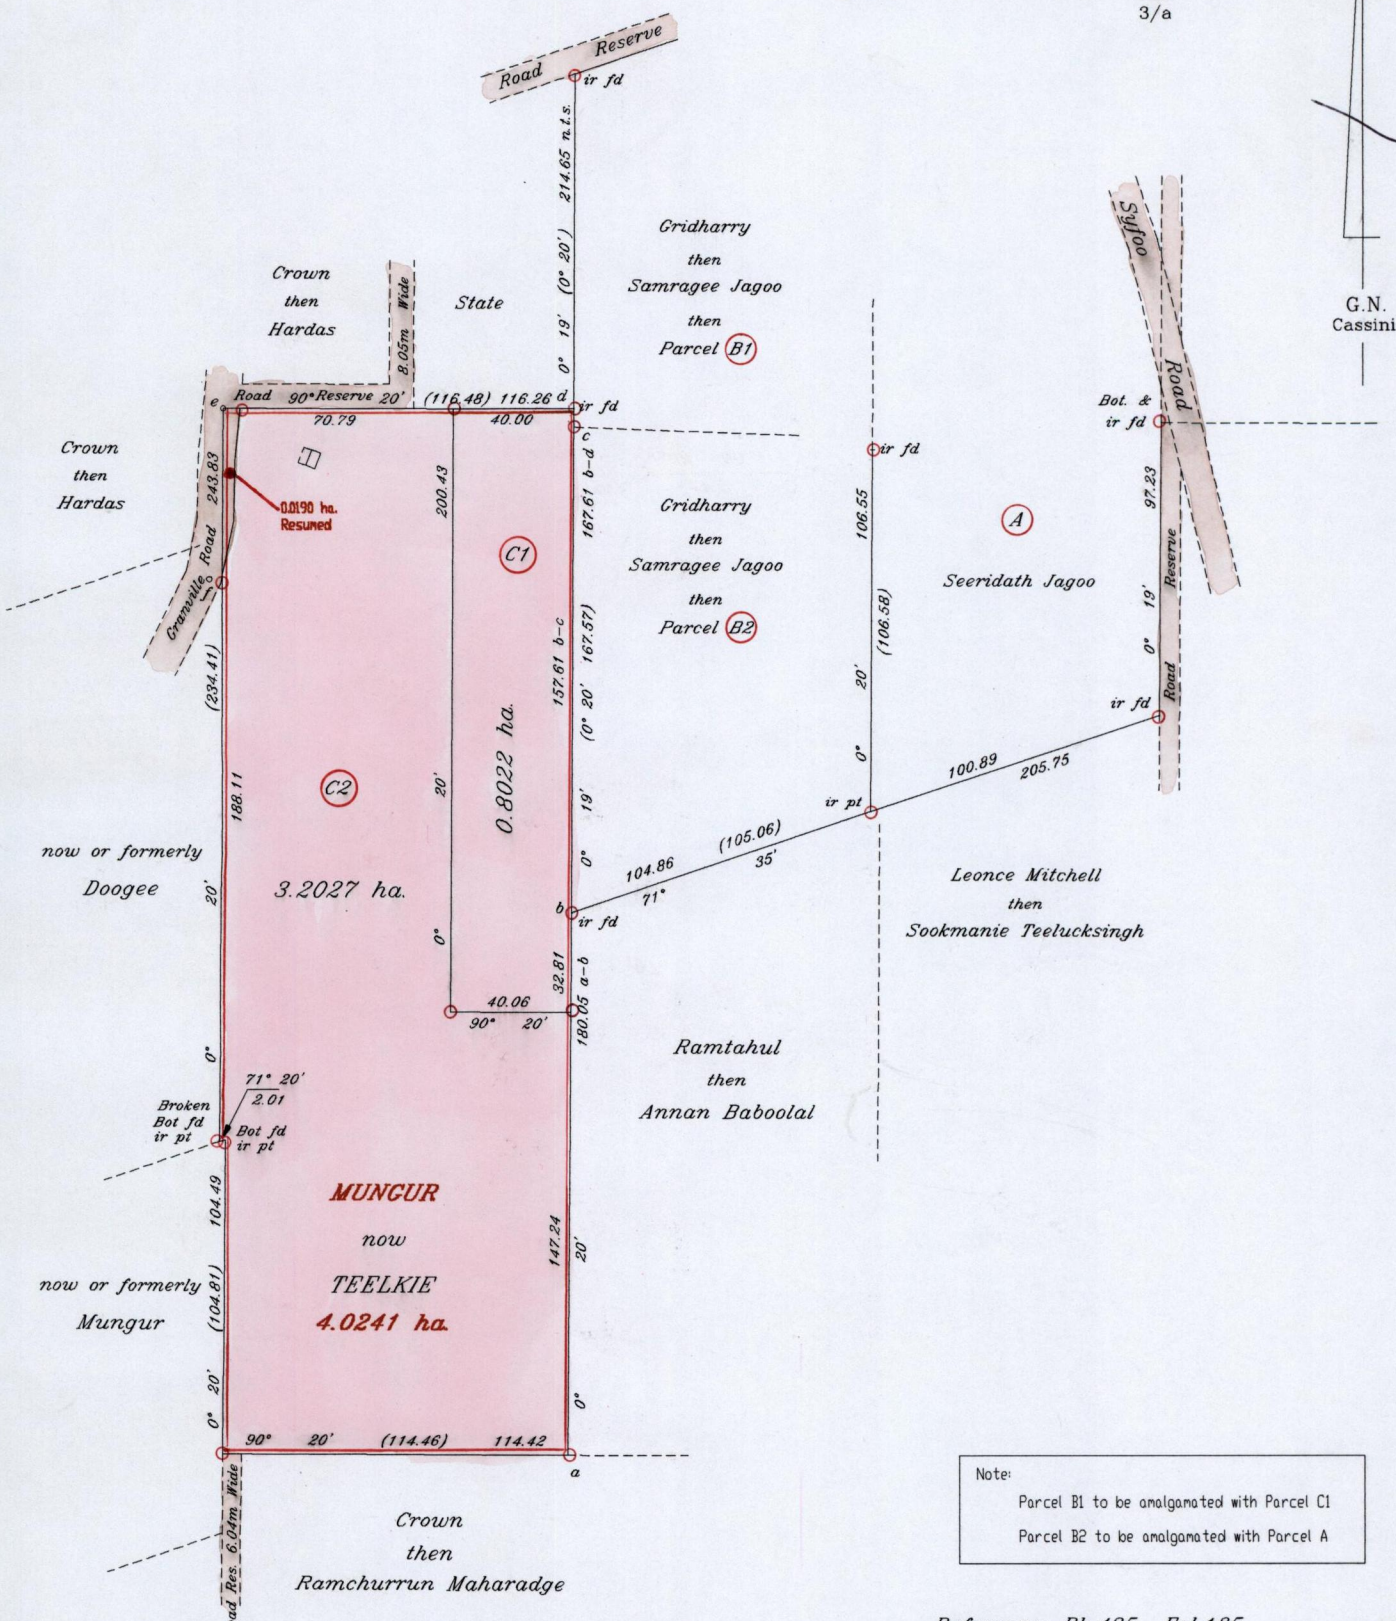 3/a
Road Reserve
ir fd
214.65 n.t.s.
(0° 20')
0° 19'
Gridharry
then
Samragee Jagoo
then
Parcel B1
Crown
then
Hardas
8.05m Wide
State
Syfoo Road
G.N.
Cassini
e
Road 90° Reserve 20'
(116.48) 116.26 d
ir fd
70.79
40.00
c
Bot. &
ir fd
Crown
then
Hardas
243.83
0.0190 ha.
Resumed
200.43
167.61 b-d
C1
Gridharry
then
Samragee Jagoo
then
Parcel B2
ir fd
106.55
(106.58)
0° 20'
A
Seeridath Jagoo
97.23
0° 19'
Road Reserve
ir fd
Granville Road
(234.41)
157.61 b-c
(0° 20' 167.57)
0.8022 ha.
0° 20'
0° 19'
C2
188.11
now or formerly
Doogee
0° 20'
3.2027 ha.
ir pt
100.89
205.75
(105.06)
104.86
71° 35'
b
ir fd
Leonce Mitchell
then
Sookmanie Teelucksingh
32.81
180.05 a-b
40.06
90° 20'
Ramtahul
then
Annan Baboolal
71° 20'
2.01
Broken
Bot fd
ir pt
Bot fd
ir pt
104.49
(104.81)
0° 20'
MUNGUR
now
TEELKIE
4.0241 ha.
147.24
0° 20'
now or formerly
Mungur
90° 20' (114.46) 114.42
a
Res. 6.04m Wide
Crown
then
Ramchurrun Maharadge
Note:
Parcel B1 to be amalgamated with Parcel C1
Parcel B2 to be amalgamated with Parcel A